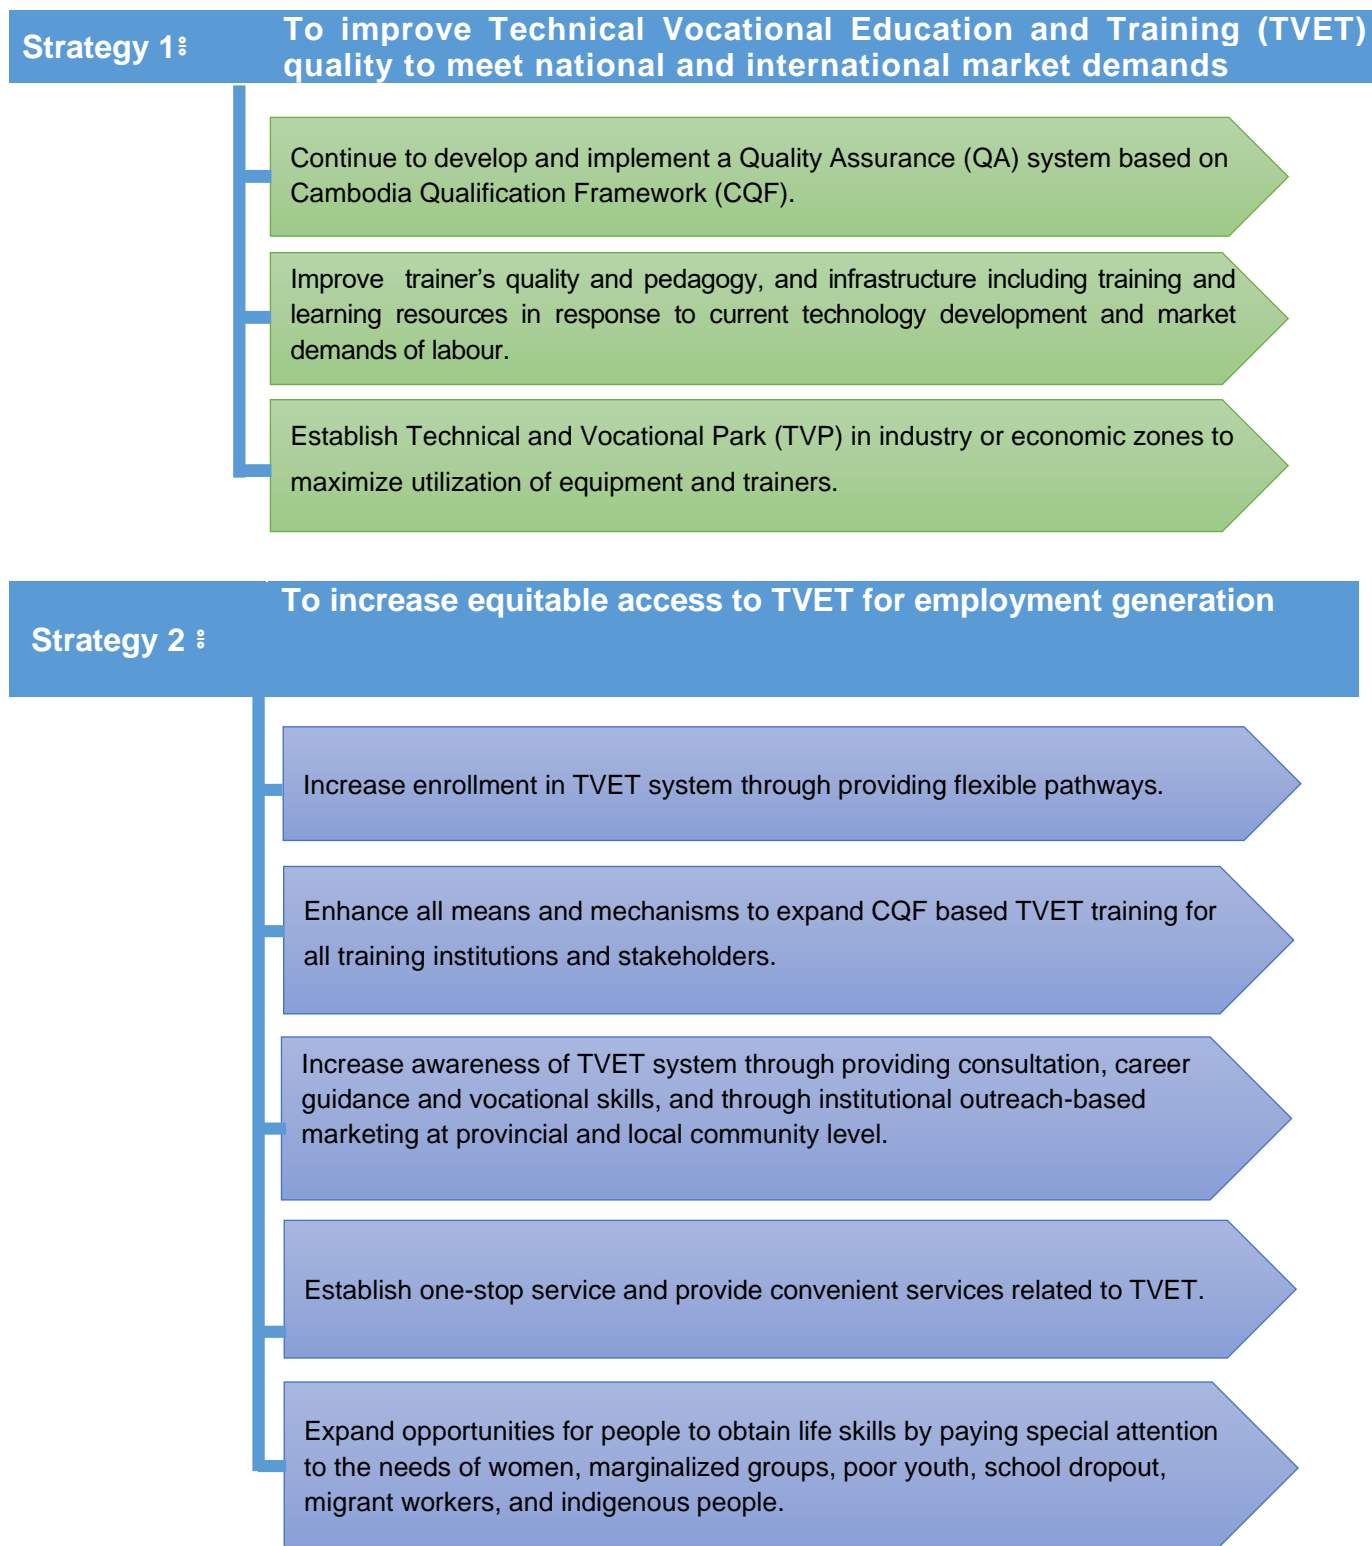 Strategy 1៖
To improve Technical Vocational Education and Training (TVET)
quality to meet national and international market demands
Continue to develop and implement a Quality Assurance (QA) system based on
Cambodia Qualification Framework (CQF).
Improve trainer’s quality and pedagogy, and infrastructure including training and
learning resources in response to current technology development and market
demands of labour.
Establish Technical and Vocational Park (TVP) in industry or economic zones to
maximize utilization of equipment and trainers.
Strategy 2 ៖
To increase equitable access to TVET for employment generation
Increase enrollment in TVET system through providing flexible pathways.
Enhance all means and mechanisms to expand CQF based TVET training for
all training institutions and stakeholders.
Increase awareness of TVET system through providing consultation, career
guidance and vocational skills, and through institutional outreach-based
marketing at provincial and local community level.
Establish one-stop service and provide convenient services related to TVET.
Expand opportunities for people to obtain life skills by paying special attention
to the needs of women, marginalized groups, poor youth, school dropout,
migrant workers, and indigenous people.